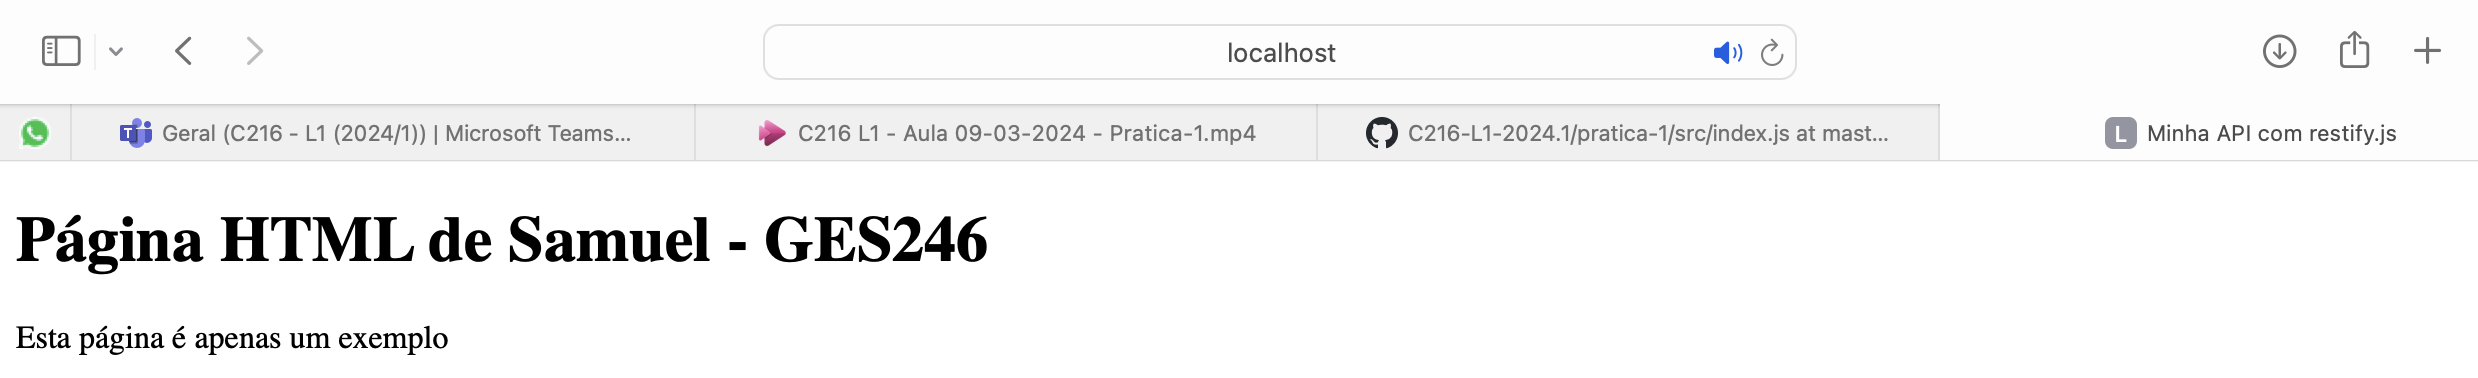 localhost
Geral (C216 - L1 (2024/1)) | Microsoft Teams...
C216 L1 - Aula 09-03-2024 - Pratica-1.mp4
C216-L1-2024.1/pratica-1/src/index.js at mast...
L Minha API com restify.js
Página HTML de Samuel - GES246
Esta página é apenas um exemplo